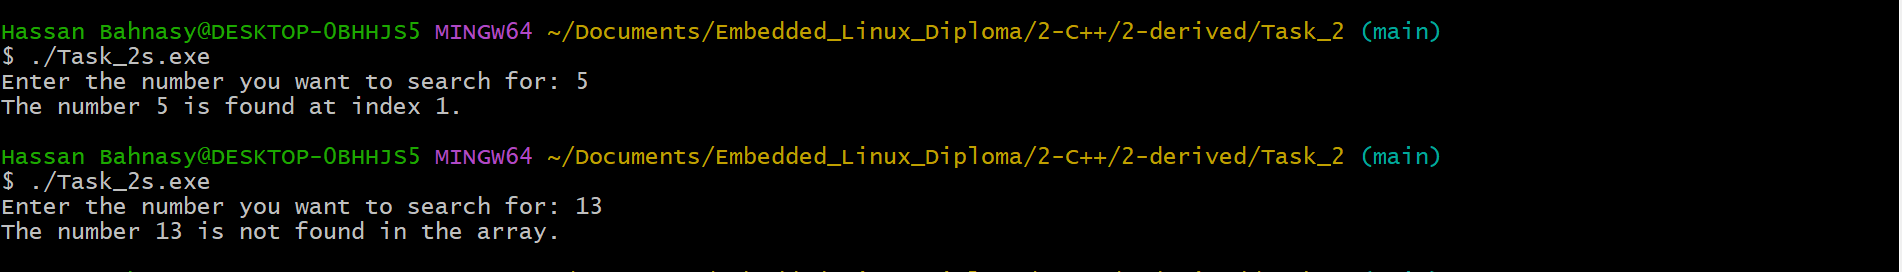 Hassan Bahnasy@DESKTOP-0BHHJS5 MINGW64 ~/Documents/Embedded_Linux_Diploma/2-C++/2-derived/Task_2 (main)
$ ./Task_2s.exe
Enter the number you want to search for: 5
The number 5 is found at index 1.
Hassan Bahnasy@DESKTOP-0BHHJS5 MINGW64 ~/Documents/Embedded_Linux_Diploma/2-C++/2-derived/Task_2 (main)
$ ./Task_2s.exe
Enter the number you want to search for: 13
The number 13 is not found in the array.